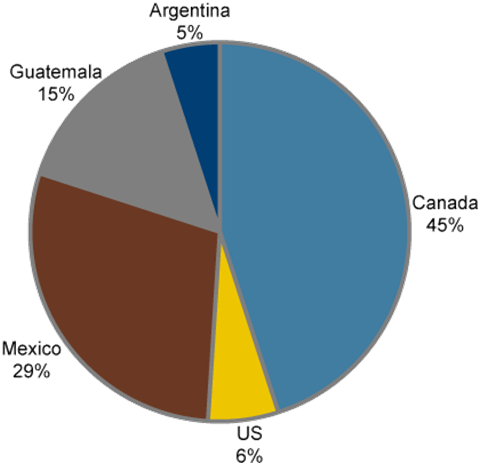 Argentina
5%
Guatemala
15%
Canada
45%
Mexico
29%
US
6%